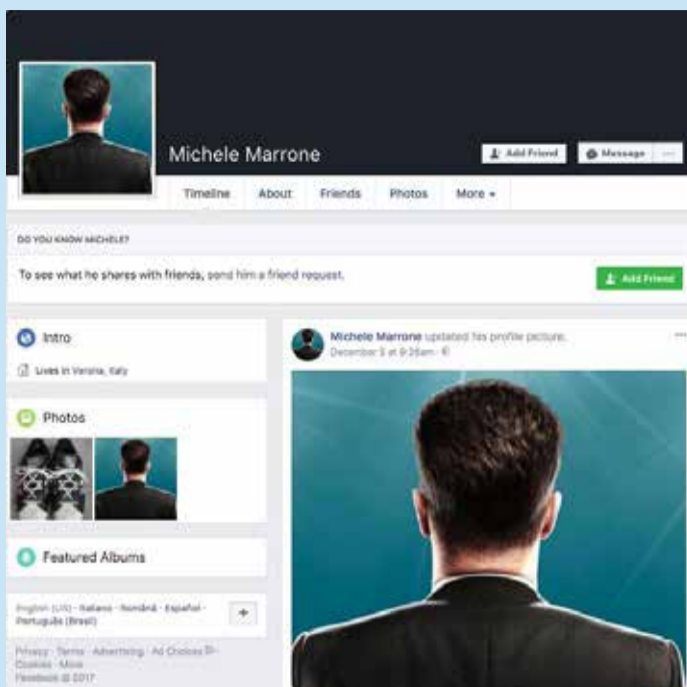 Michele Marrone
Add Friend
Message
Timeline
About
Friends
Photos
More
DO YOU KNOW MICHELE?
To see what he shares with friends, send him a friend request.
Add Friend
Intro
Lives in Verona, Italy
Photos
Featured Albums
English (US) · Italiano · Română · Español ·
Português (Brasil)
Privacy · Terms · Advertising · Ad Choices ·
Cookies · More
Facebook © 2017
Michele Marrone updated his profile picture.
December 5 at 9:26am ·